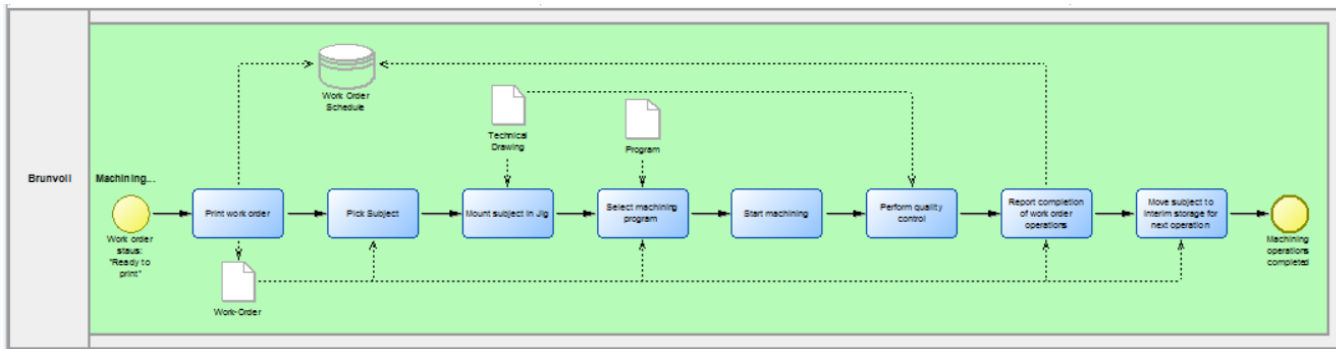 Work Order
Schedule
Technical
Drawing
Program
Brunvoll
Machining...
Print work order
Pick Subject
Mount subject in Jig
Select machining
program
Start machining
Perform quality
control
Report completion
of work order
operations
Move subject to
interim storage for
next operation
Work order
staus:
"Ready to
print"
Work-Order
Machining
operations
completed